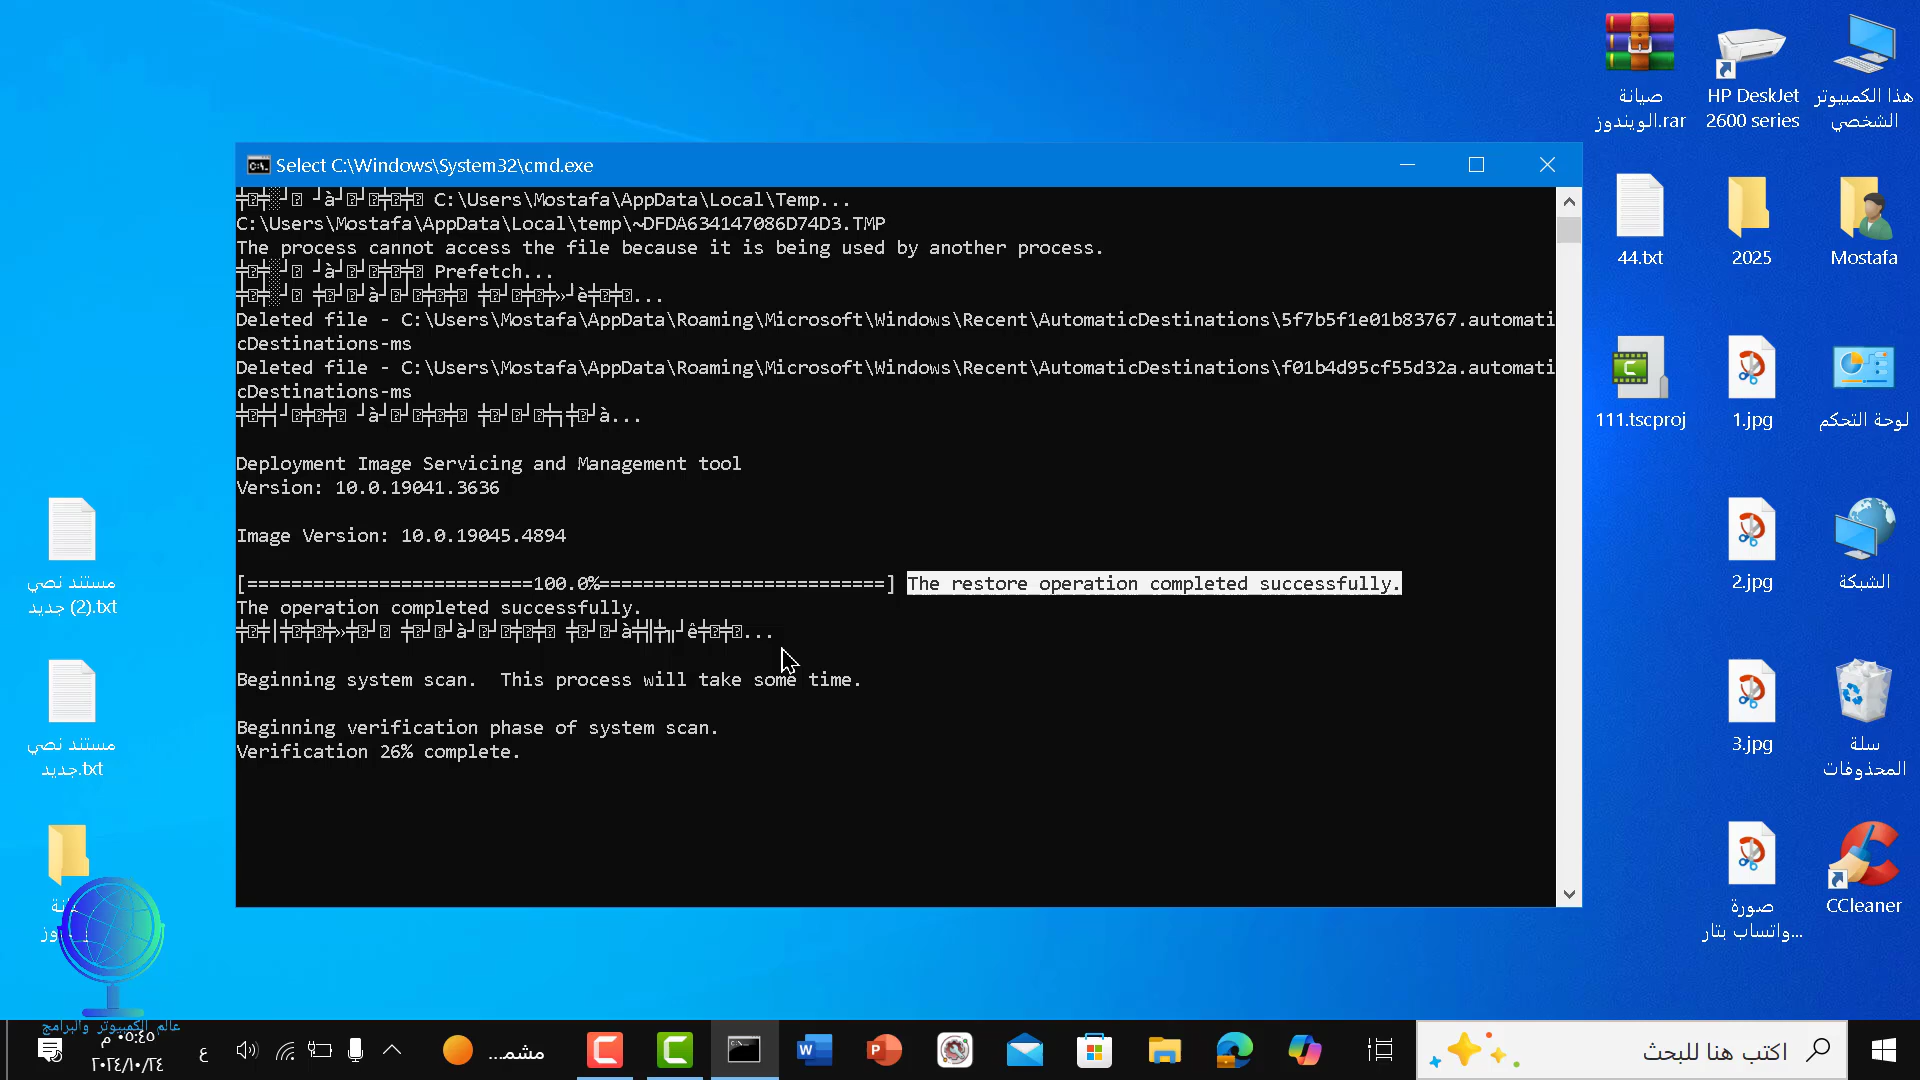 Select C:\Windows\System32\cmd.exe
C:\Users\Mostafa\AppData\Local\Temp...
C:\Users\Mostafa\AppData\Local\temp\~DFDA634147086D74D3.TMP
The process cannot access the file because it is being used by another process.
Prefetch...
Deleted file - C:\Users\Mostafa\AppData\Roaming\Microsoft\Windows\Recent\AutomaticDestinations\5f7b5f1e01b83767.automati
cDestinations-ms
Deleted file - C:\Users\Mostafa\AppData\Roaming\Microsoft\Windows\Recent\AutomaticDestinations\f01b4d95cf55d32a.automati
cDestinations-ms
Deployment Image Servicing and Management tool
Version: 10.0.19041.3636
Image Version: 10.0.19045.4894
[==========================100.0%==========================] The restore operation completed successfully.
The operation completed successfully.
Beginning system scan.  This process will take some time.
Beginning verification phase of system scan.
Verification 26% complete.
هذا الكمبيوتر
الشخصي
HP DeskJet
2600 series
صيانة
الويندوز.rar
Mostafa
2025
44.txt
لوحة التحكم
1.jpg
111.tscproj
الشبكة
2.jpg
سلة
المحذوفات
3.jpg
CCleaner
صورة
واتساب بتار...
مستند نصي
جديد (2).txt
مستند نصي
جديد.txt
عالم الكمبيوتر والبرامج
اكتب هنا للبحث
مشمـ...
ع
٠٥:٤٥ م
٢٠٢٤/١٠/٢٤